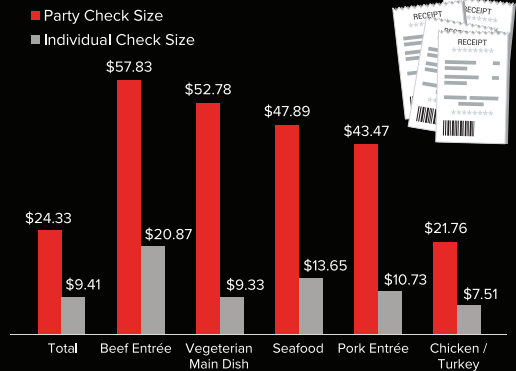 Party Check Size
Individual Check Size
RECEIPT
RECEIPT
RECEIPT
$57.83
$52.78
$47.89
$43.47
$24.33
$20.87
$21.76
$13.65
$10.73
$9.41
$9.33
$7.51
Total
Beef Entrée
Vegeterian
Main Dish
Seafood
Pork Entrée
Chicken /
Turkey